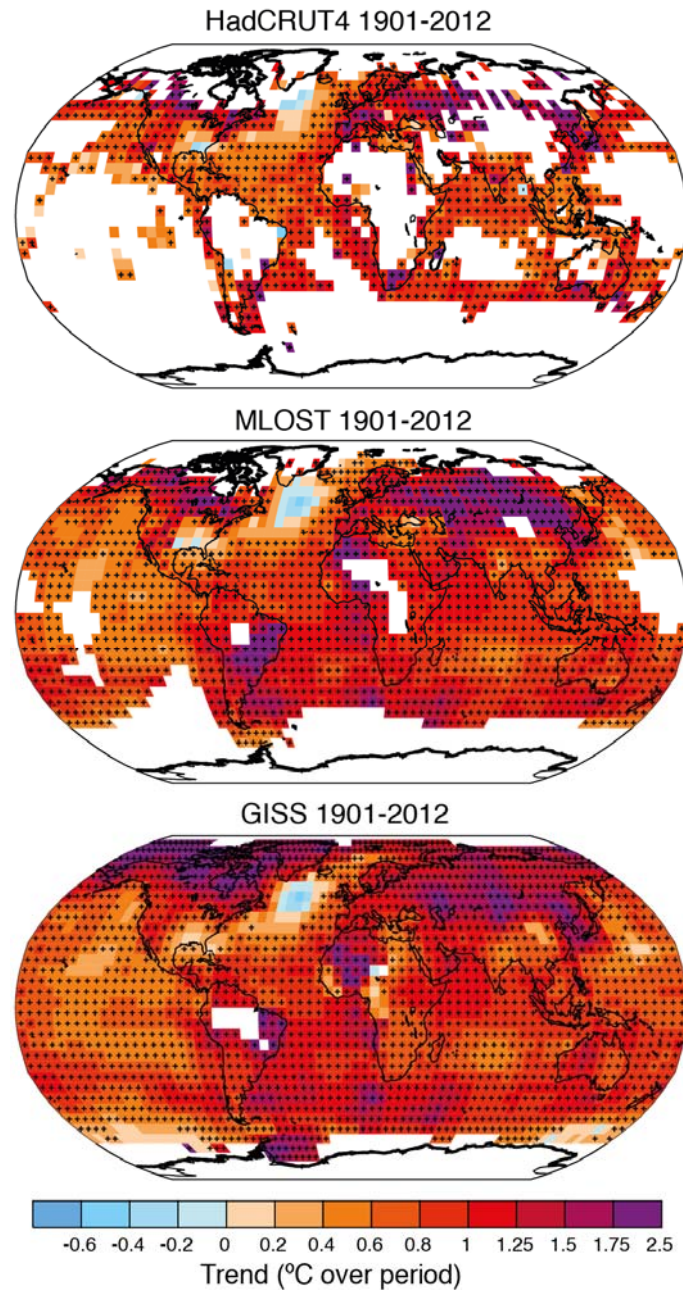 HadCRUT4 1901-2012
MLOST 1901-2012
GISS 1901-2012
-0.6 -0.4 -0.2 0 0.2 0.4 0.6 0.8 1 1.25 1.5 1.75 2.5
Trend (ºC over period)